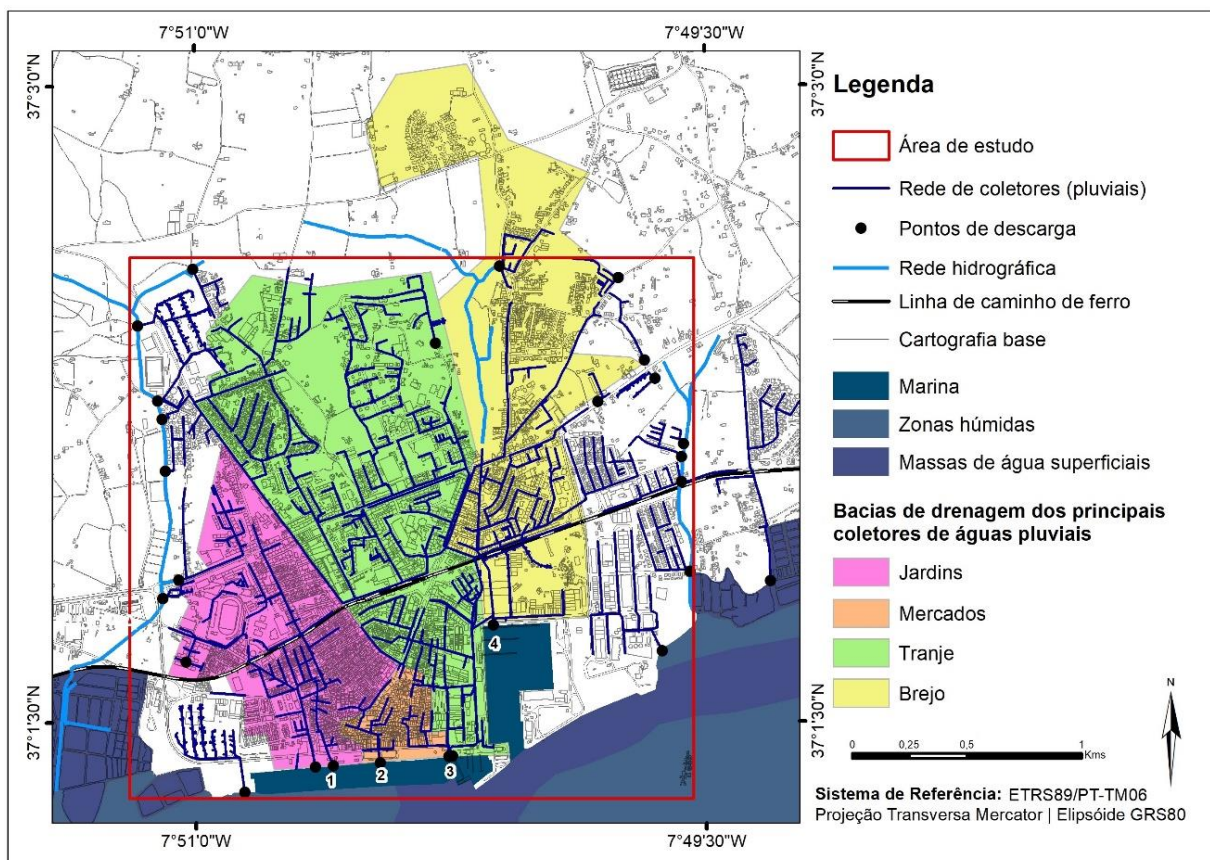 7°51'0"W
7°49'30"W
37°3'0"N
37°3'0"N
Legenda
Área de estudo
Rede de coletores (pluviais)
Pontos de descarga
Rede hidrográfica
Linha de caminho de ferro
Cartografia base
Marina
Zonas húmidas
Massas de água superficiais
Bacias de drenagem dos principais
coletores de águas pluviais
Jardins
Mercados
Tranje
Brejo
4
37°1'30"N
37°1'30"N
1
2
3
N
0
0,25
0,5
1
Kms
Sistema de Referência: ETRS89/PT-TM06
Projeção Transversa Mercator | Elipsóide GRS80
7°51'0"W
7°49'30"W